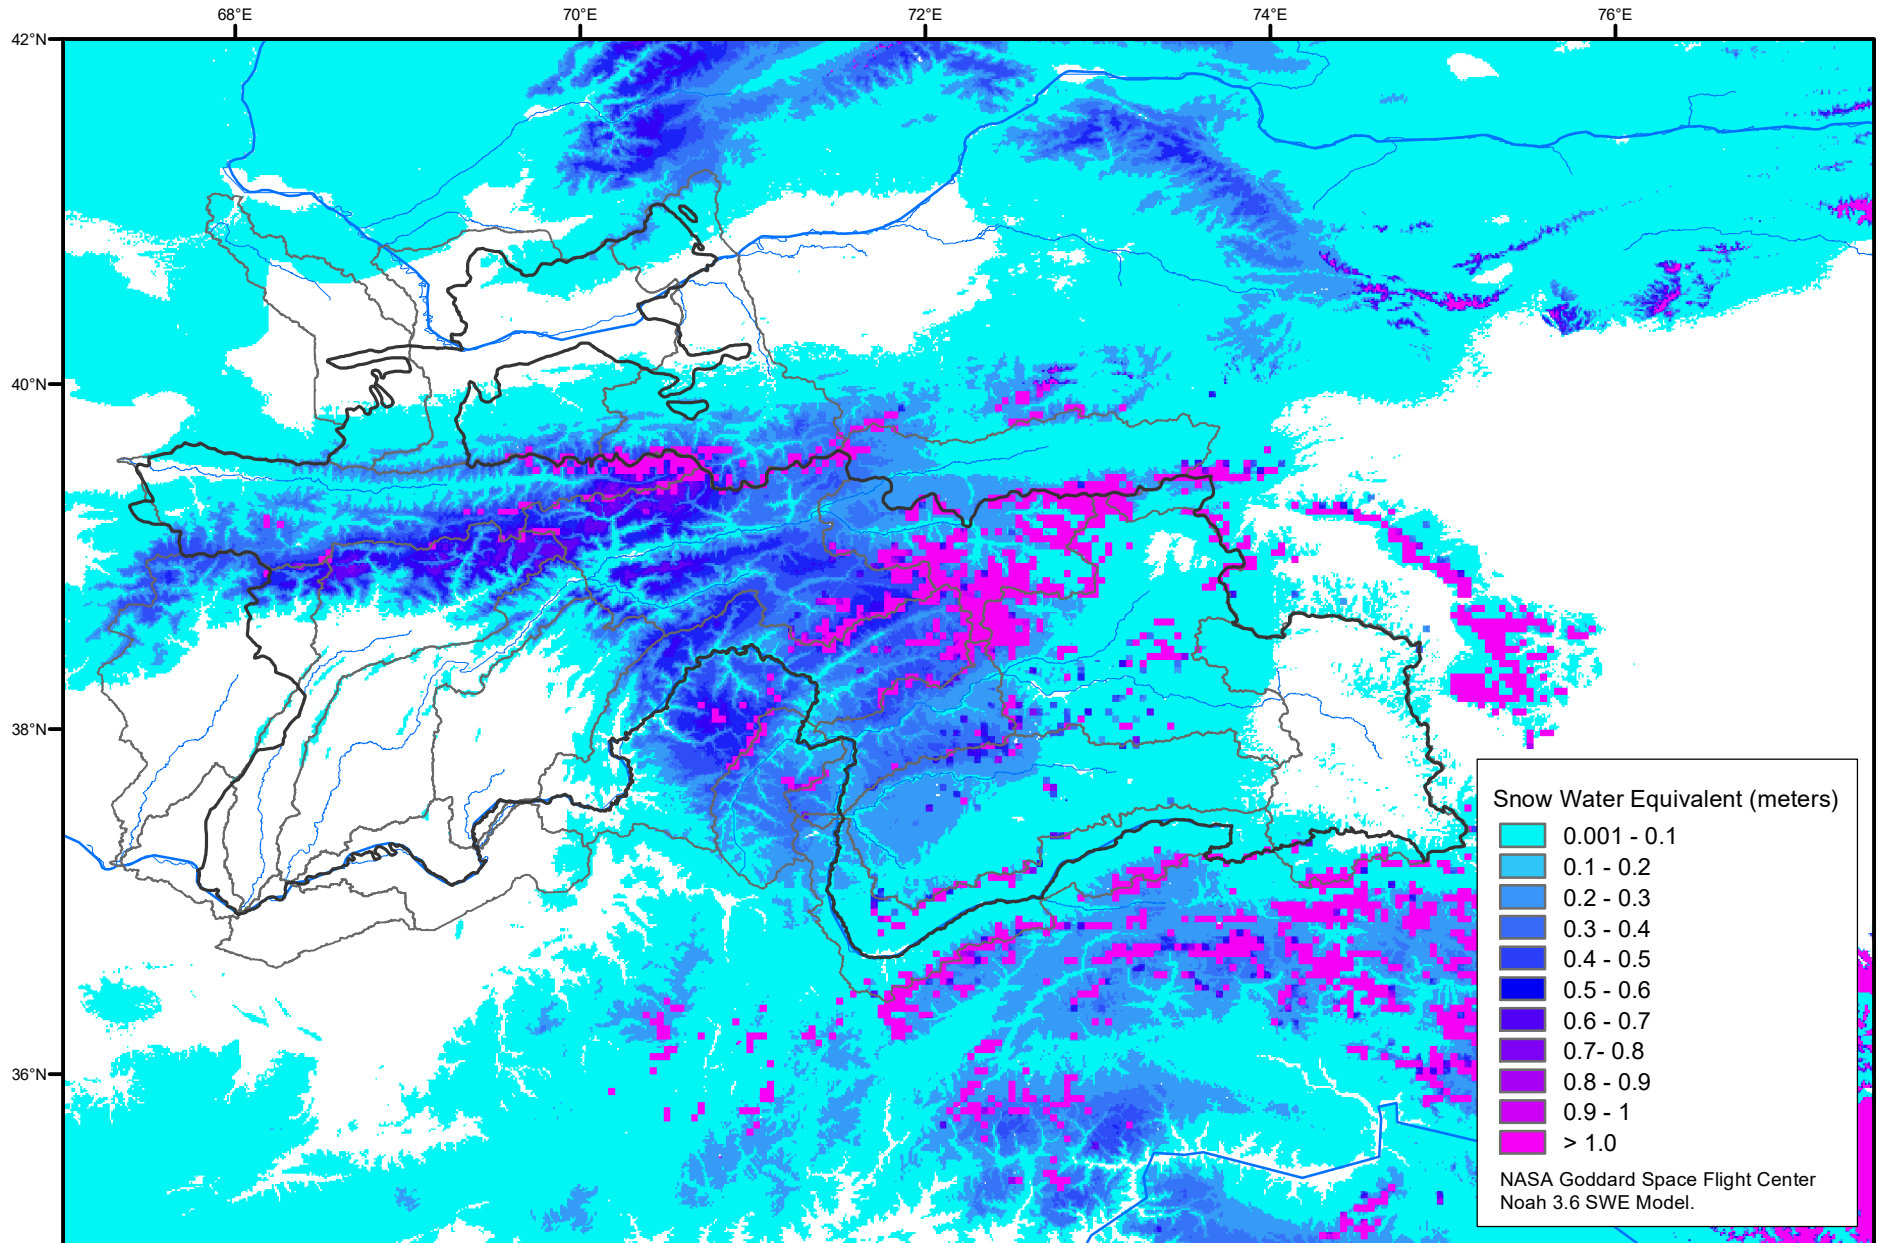 68°E
70°E
72°E
74°E
76°E
42°N
40°N
38°N
36°N
Snow Water Equivalent (meters)
0.001 - 0.1
0.1 - 0.2
0.2 - 0.3
0.3 - 0.4
0.4 - 0.5
0.5 - 0.6
0.6 - 0.7
0.7- 0.8
0.8 - 0.9
0.9 - 1
> 1.0
NASA Goddard Space Flight Center
Noah 3.6 SWE Model.